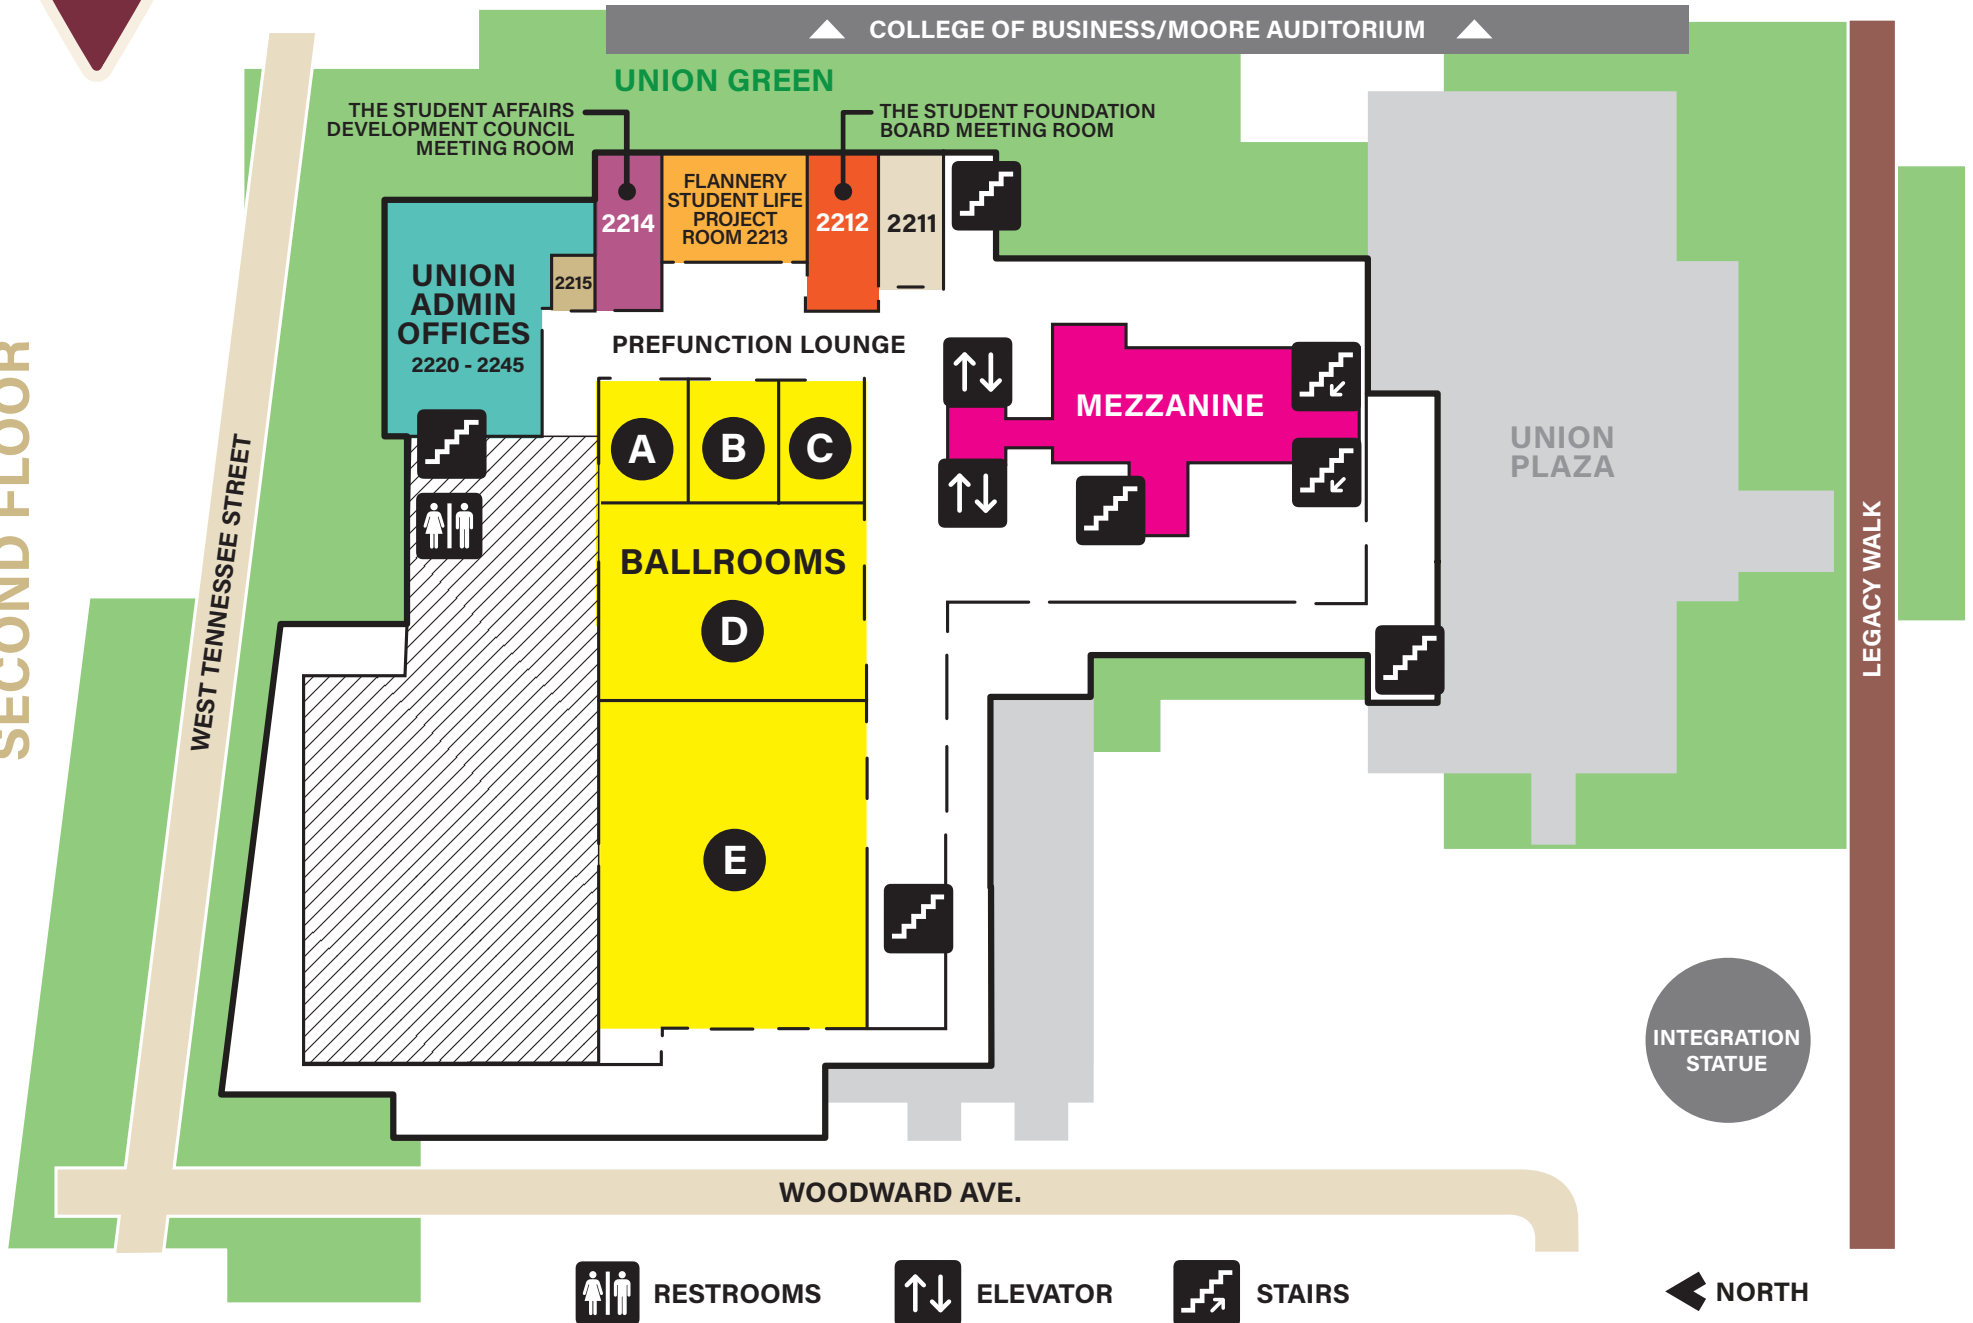 COLLEGE OF BUSINESS/MOORE AUDITORIUM
UNION GREEN
THE STUDENT AFFAIRS
DEVELOPMENT COUNCIL
MEETING ROOM
THE STUDENT FOUNDATION
BOARD MEETING ROOM
2214
FLANNERY
STUDENT LIFE
PROJECT
ROOM 2213
2212
2211
2215
UNION
ADMIN
OFFICES
2220 - 2245
PREFUNCTION LOUNGE
MEZZANINE
A
B
C
BALLROOMS
D
E
UNION
PLAZA
SECOND FLOOR
WEST TENNESSEE STREET
LEGACY WALK
INTEGRATION
STATUE
WOODWARD AVE.
RESTROOMS
ELEVATOR
STAIRS
NORTH